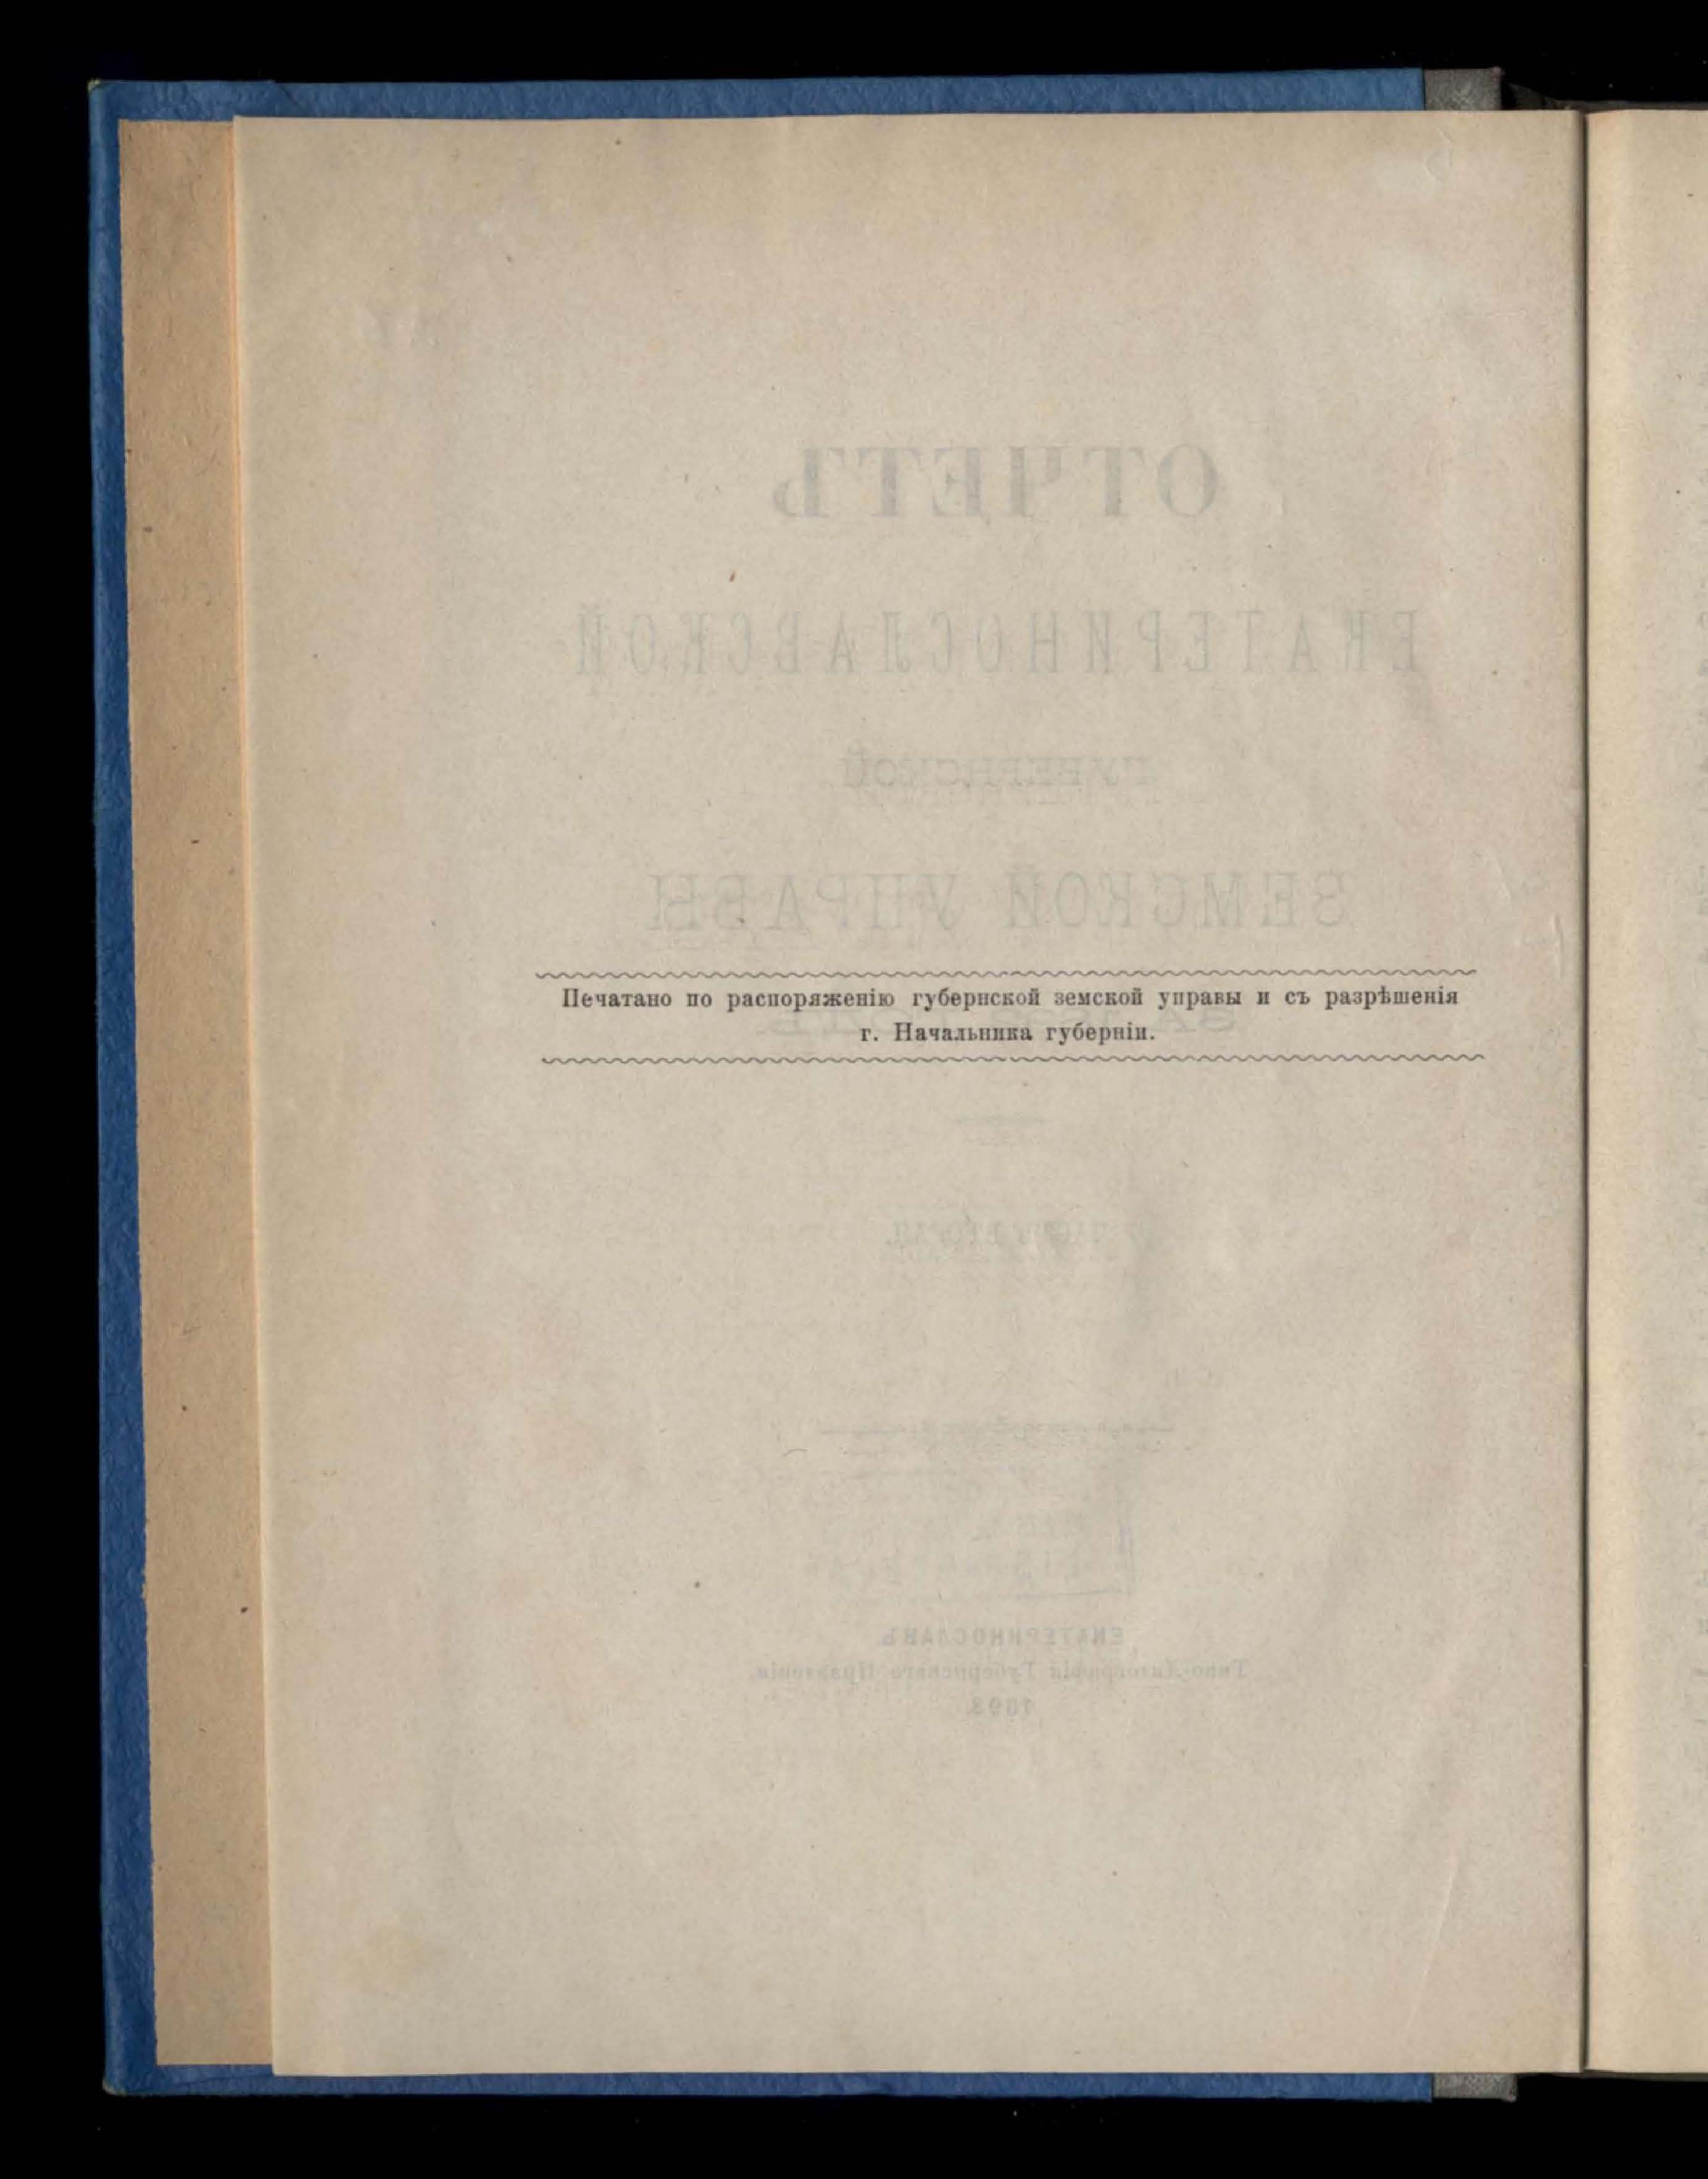 Печатано по распоряженію губернской земской управы и съ разрѣшенія
г. Начальника губерніи.